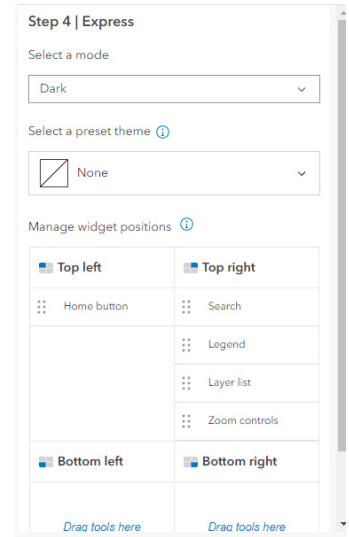 Step 4 | Express
Select a mode
Dark
Select a preset theme
None
Manage widget positions
Top left Top right
Home button Search
Legend
Layer list
Zoom controls
Bottom left Bottom right
Drag tools here Drag tools here